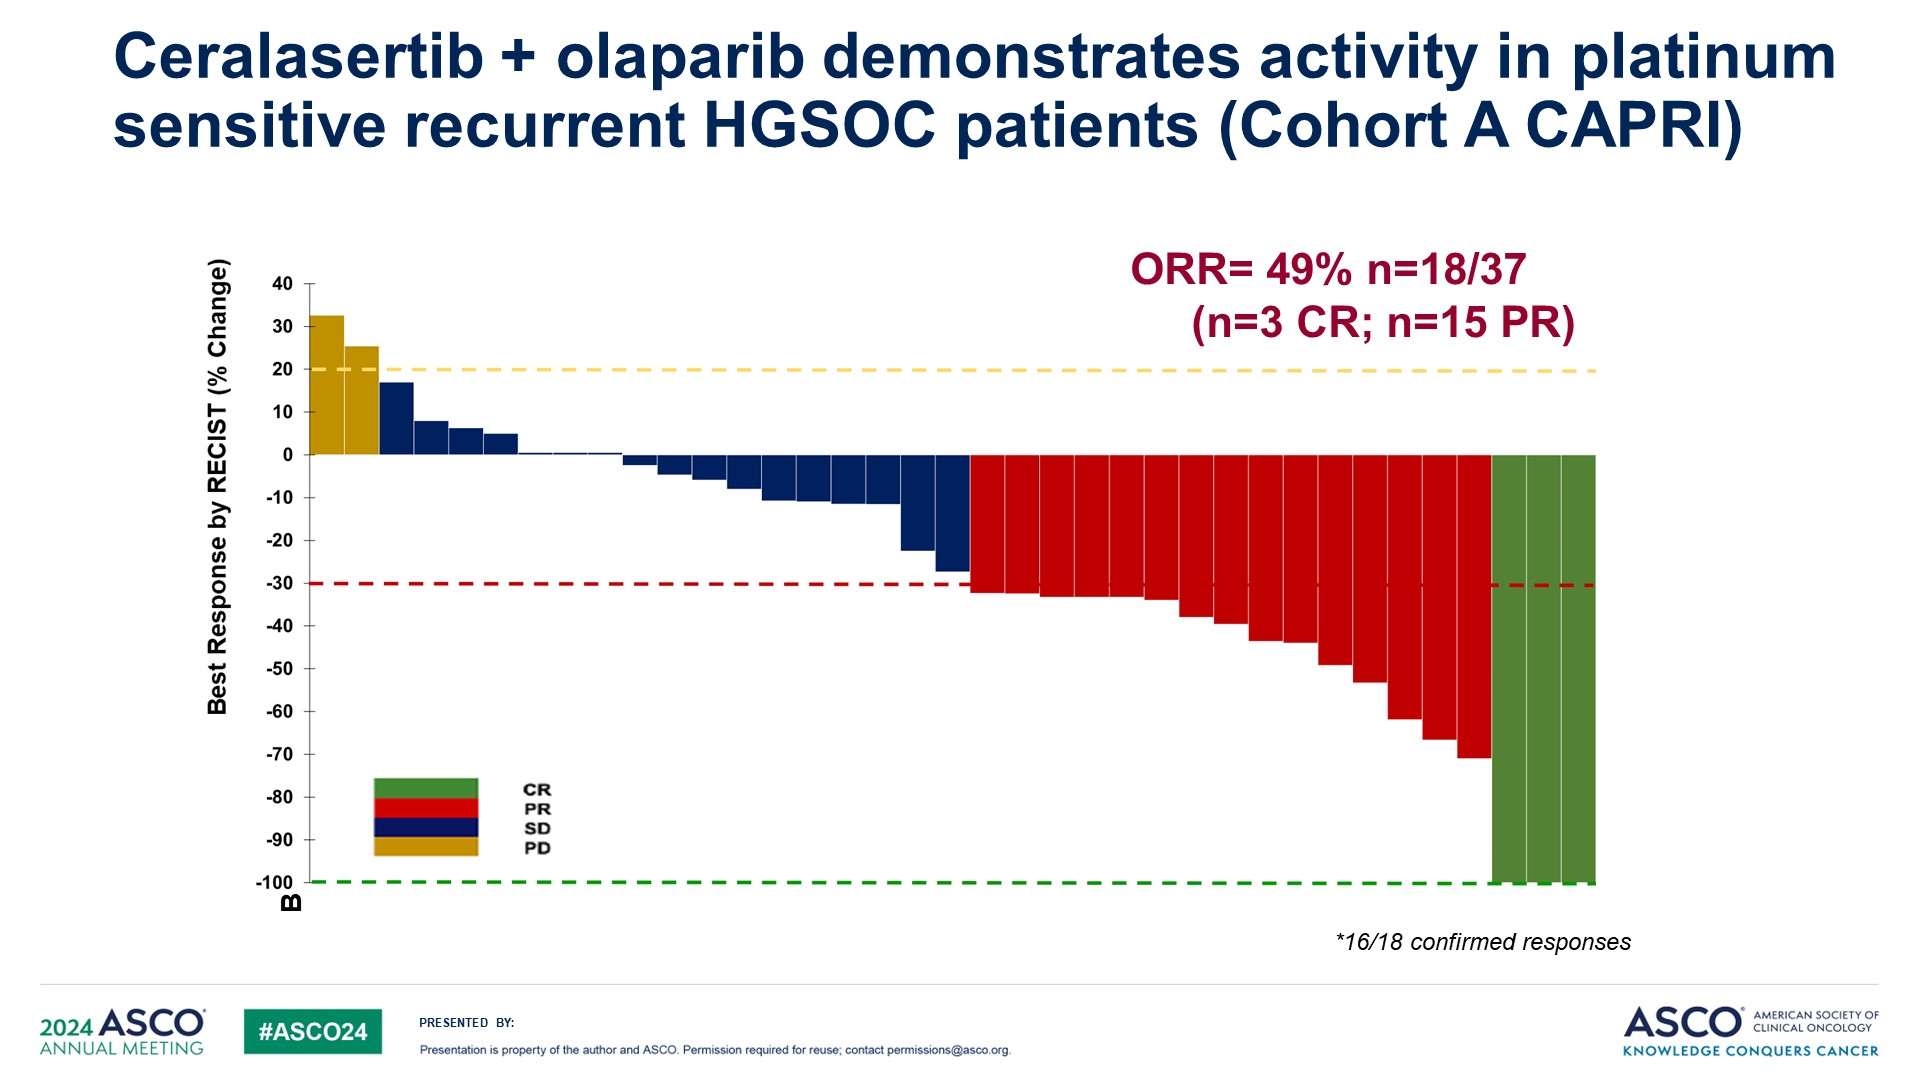 Ceralasertib + olaparib demonstrates activity in platinum
sensitive recurrent HGSOC patients (Cohort A CAPRI)
ORR= 49% n=18/37
(n=3 CR; n=15 PR)
Best Response by RECIST (% Change)
40
30
20
10
0
-10
-20
-30
-40
-50
-60
-70
-80
-90
-100
B
CR
PR
SD
PD
*16/18 confirmed responses
2024 ASCO
ANNUAL MEETING
#ASCO24
PRESENTED BY:
Presentation is property of the author and ASCO. Permission required for reuse; contact permissions@asco.org.
ASCO AMERICAN SOCIETY OF
CLINICAL ONCOLOGY
KNOWLEDGE CONQUERS CANCER